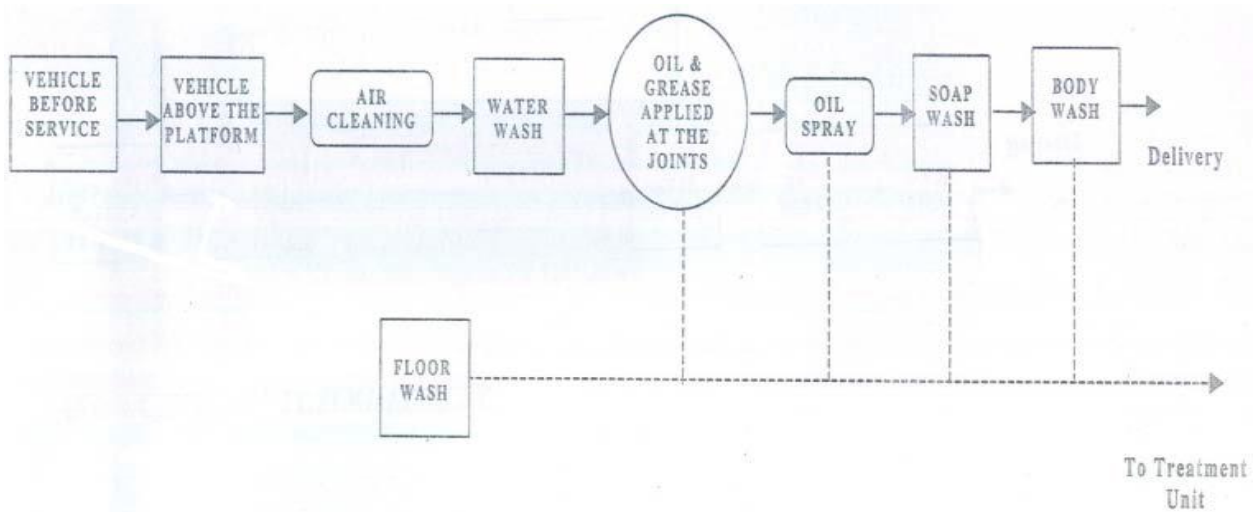 VEHICLE
BEFORE
SERVICE
VEHICLE
ABOVE THE
PLATFORM
AIR
CLEANING
WATER
WASH
OIL &
GREASE
APPLIED
AT THE
JOINTS
OIL
SPRAY
SOAP
WASH
BODY
WASH
Delivery
FLOOR
WASH
To Treatment
Unit